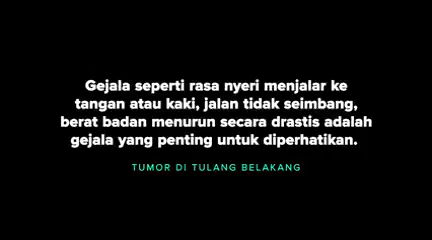 Gejala seperti rasa nyeri menjalar ke
tangan atau kaki, jalan tidak seimbang,
berat badan menurun secara drastis adalah
gejala yang penting untuk diperhatikan.
TUMOR DI TULANG BELAKANG